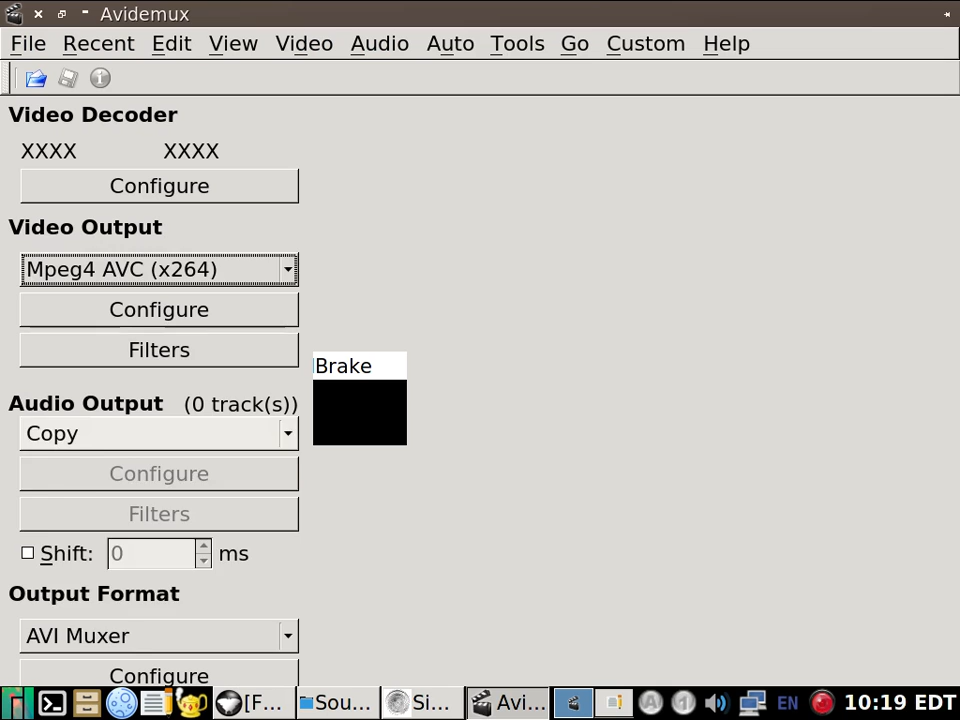 Avidemux
File Recent Edit View Video Audio Auto Tools Go Custom Help
Video Decoder
XXXX XXXX
Configure
Video Output
Mpeg4 AVC (x264)
Configure
Filters
Brake
Audio Output (0 track(s))
Copy
Configure
Filters
Shift: 0 ms
Output Format
AVI Muxer
Configure
[F... Sou... Si... Avi... A 1 EN 10:19 EDT